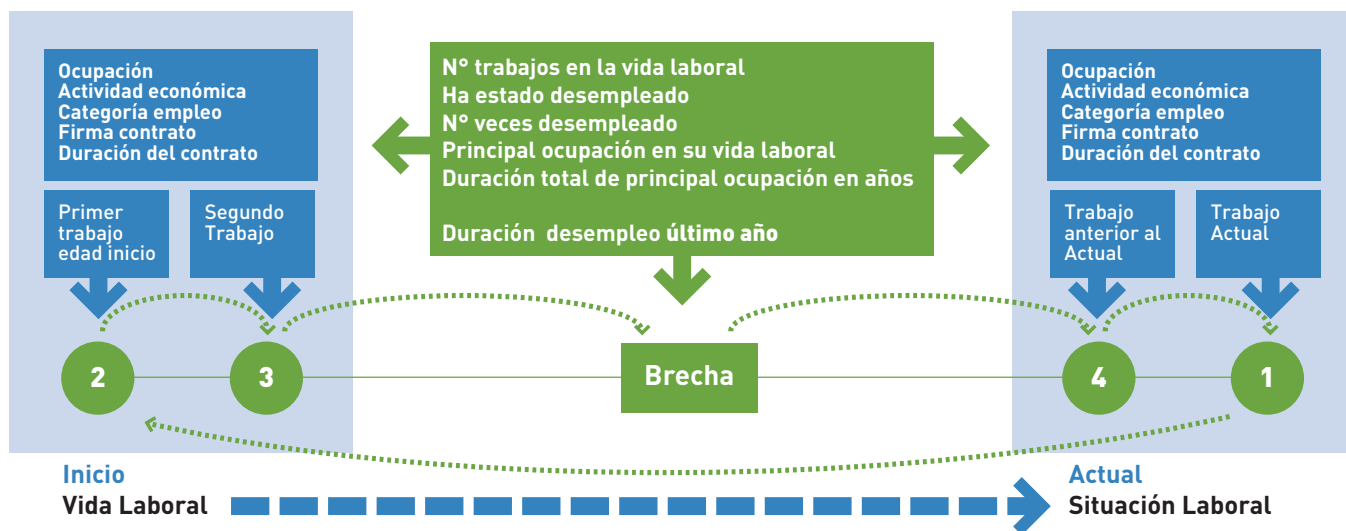 Ocupación
Actividad económica
Categoría empleo
Firma contrato
Duración del contrato
Primer
trabajo
edad inicio
Segundo
Trabajo
N° trabajos en la vida laboral
Ha estado desempleado
N° veces desempleado
Principal ocupación en su vida laboral
Duración total de principal ocupación en años
Duración desempleo último año
Ocupación
Actividad económica
Categoría empleo
Firma contrato
Duración del contrato
Trabajo
anterior al
Actual
Trabajo
Actual
2
3
Brecha
4
1
Inicio
Vida Laboral
Actual
Situación Laboral